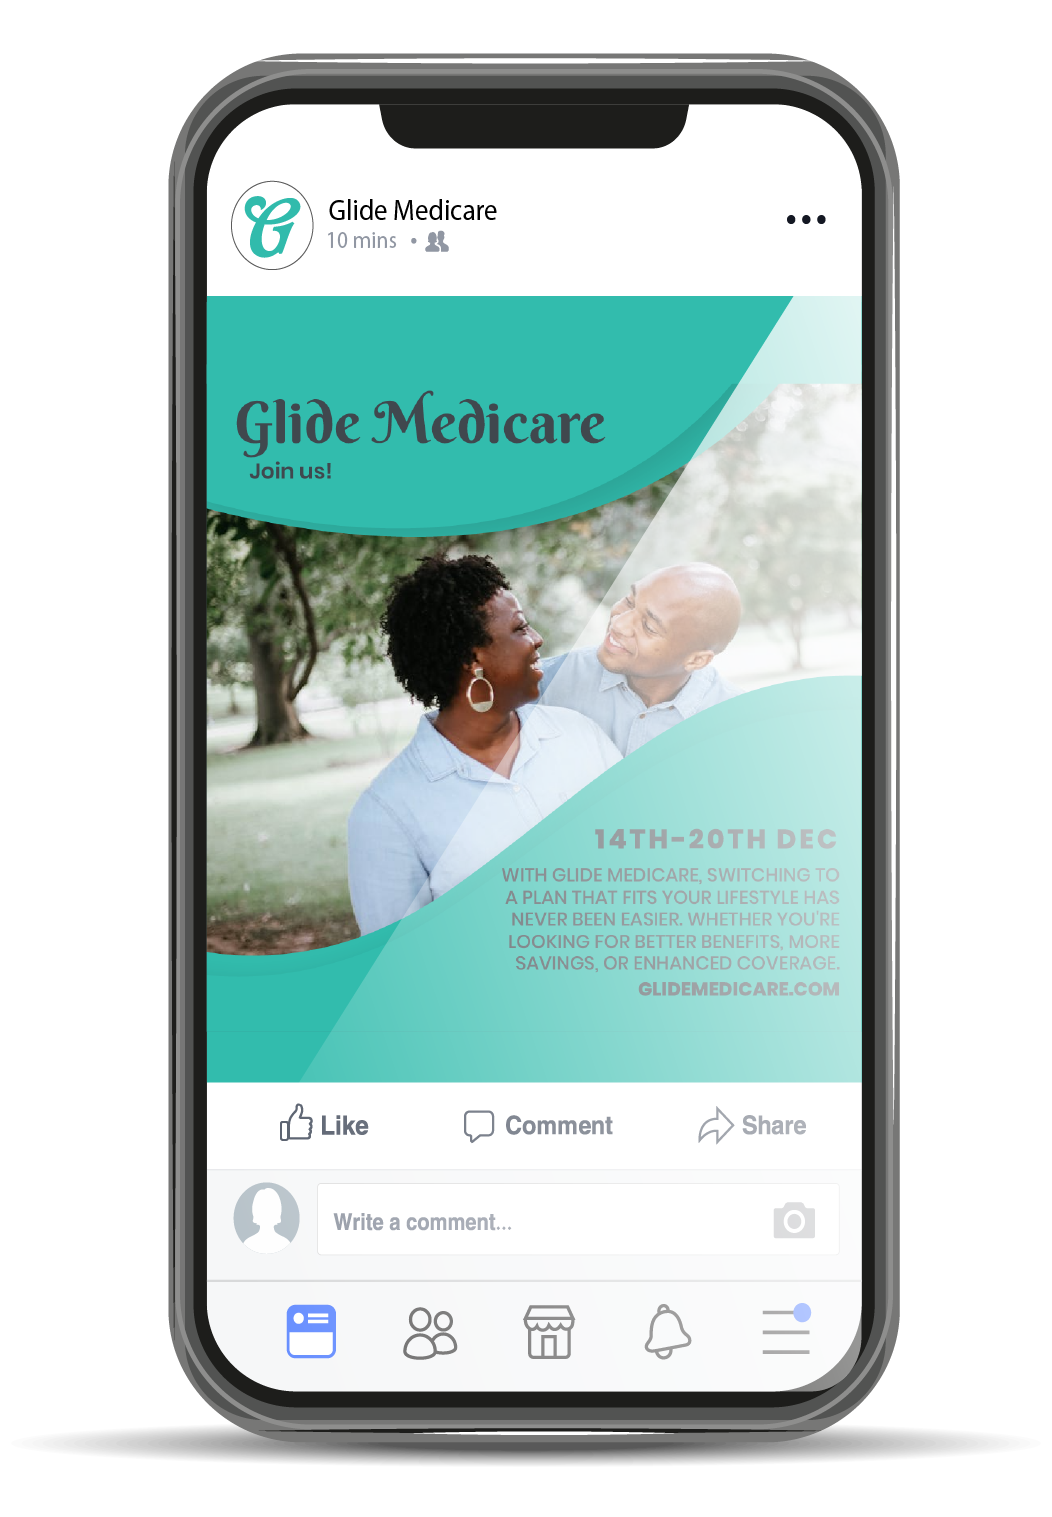 G
Glide Medicare
10 mins •
Glide Medicare
Join us!
14TH-20TH DEC
WITH GLIDE MEDICARE, SWITCHING TO
A PLAN THAT FITS YOUR LIFESTYLE HAS
NEVER BEEN EASIER. WHETHER YOU'RE
LOOKING FOR BETTER BENEFITS, MORE
SAVINGS, OR ENHANCED COVERAGE.
GLIDEMEDICARE.COM
Like Comment Share
Write a comment...